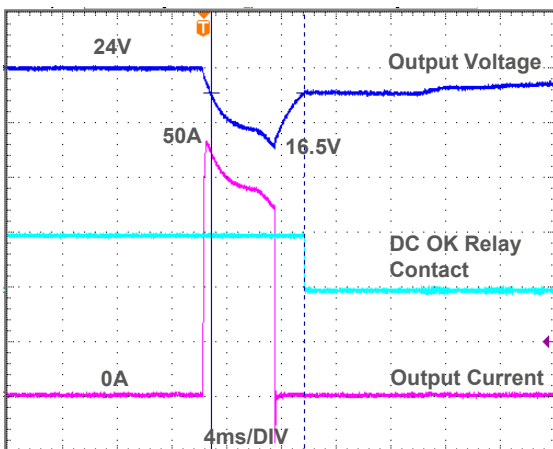 T
24V
Output Voltage
50A
16.5V
DC OK Relay
Contact
0A
Output Current
4ms/DIV